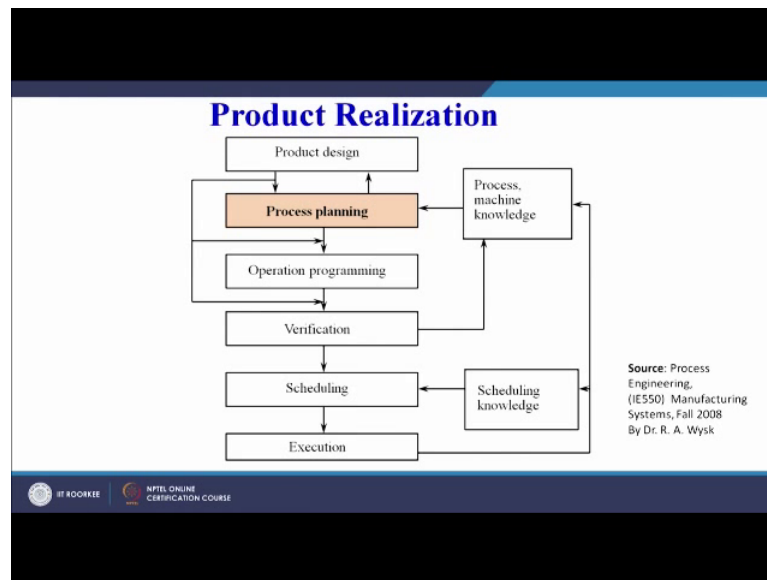 Product Realization
Product design
Process planning
Process,
machine
knowledge
Operation programming
Verification
Scheduling
Scheduling
knowledge
Execution
Source: Process
Engineering,
(IE550) Manufacturing
Systems, Fall 2008
By Dr. R. A. Wysk
IIT ROORKEE
NPTEL ONLINE
CERTIFICATION COURSE